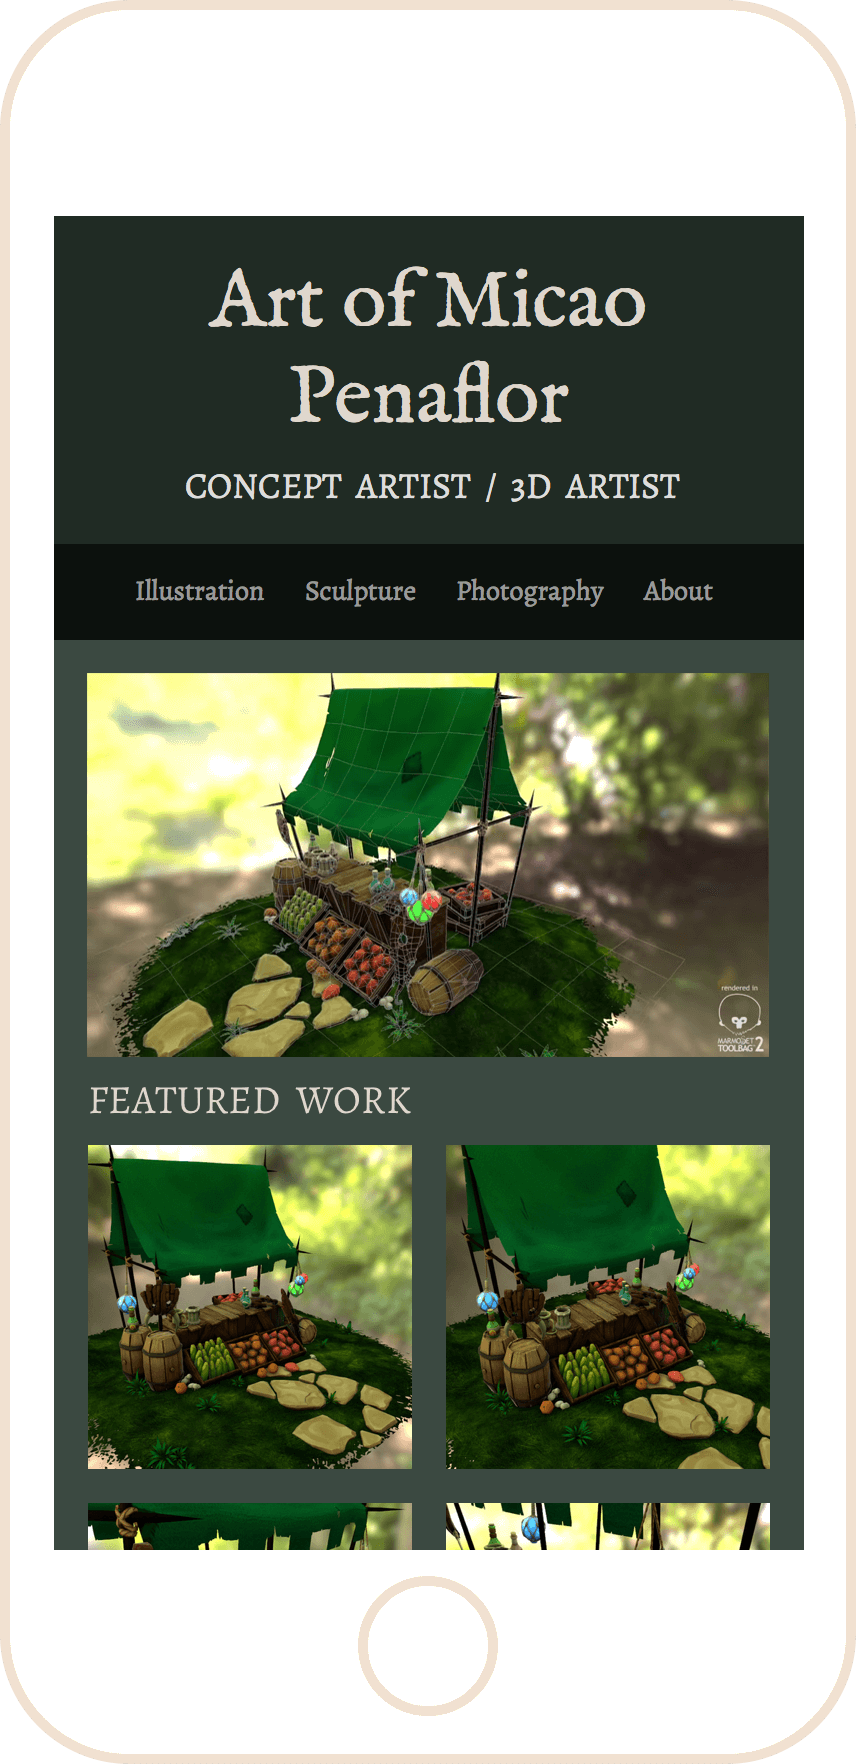 Art of Micao
Penaflor
CONCEPT ARTIST / 3D ARTIST
Illustration Sculpture Photography About
rendered in
MARMOSET
TOOLBAG 2
FEATURED WORK